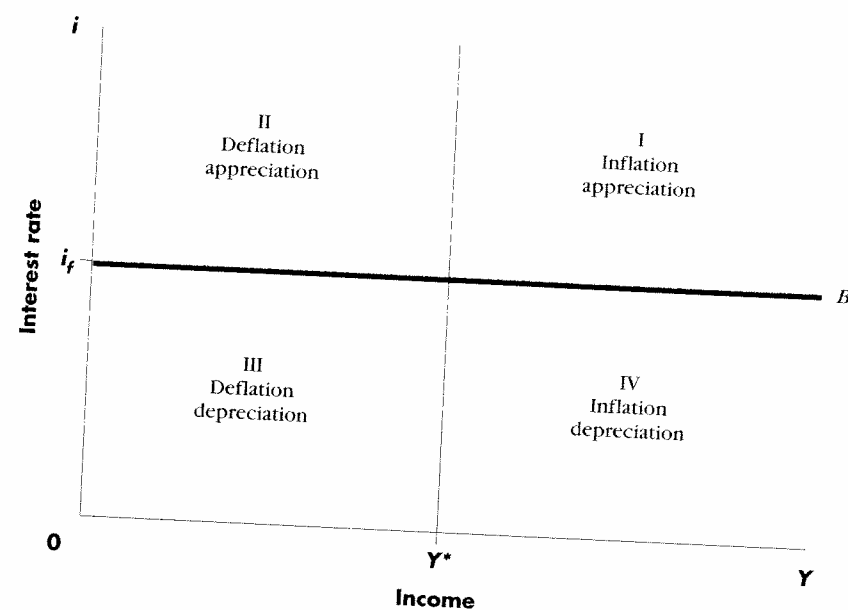 i
II
Deflation
appreciation
I
Inflation
appreciation
Interest rate
i_f
III
Deflation
depreciation
IV
Inflation
depreciation
0
Y*
Y
Income